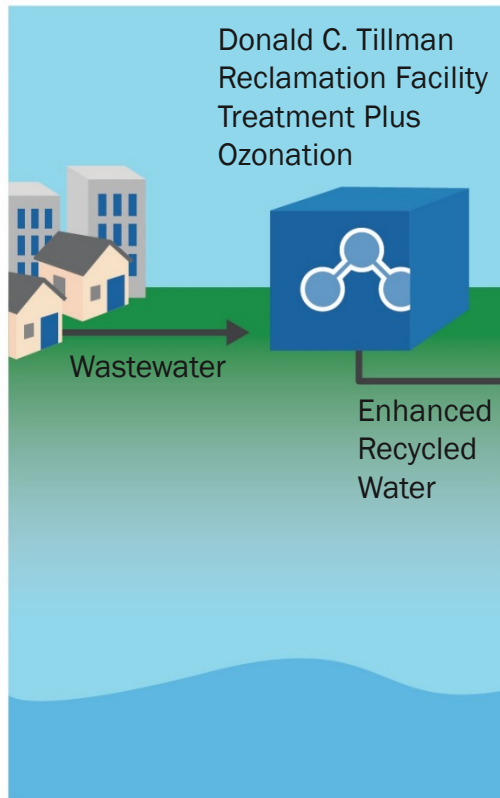 Donald C. Tillman
Reclamation Facility
Treatment Plus
Ozonation
Wastewater
Enhanced
Recycled
Water